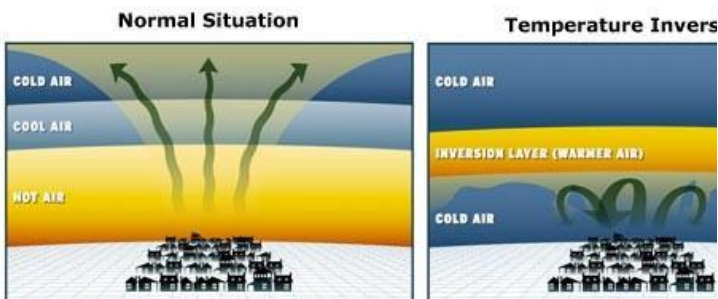 Normal Situation
COLD AIR
COOL AIR
HOT AIR
Temperature Invers
COLD AIR
INVERSION LAYER (WARMER AIR)
COLD AIR